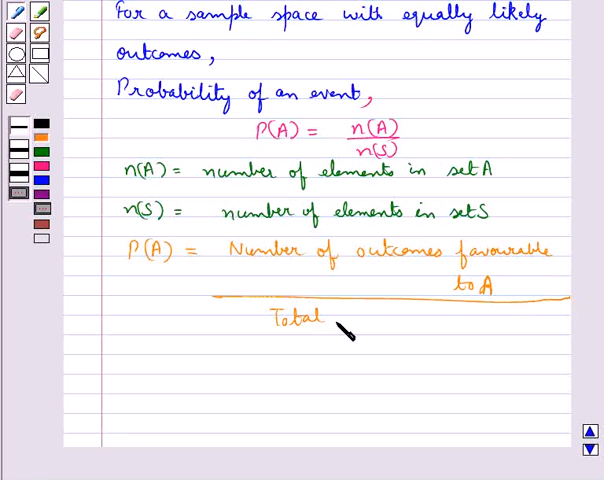 For a sample space with equally likely
outcomes,
Probability of an event,
P(A) = n(A)
n(S)
n(A) = number of elements in set A
n(S) = number of elements in set S
P(A) = Number of outcomes favourable
to A
Total